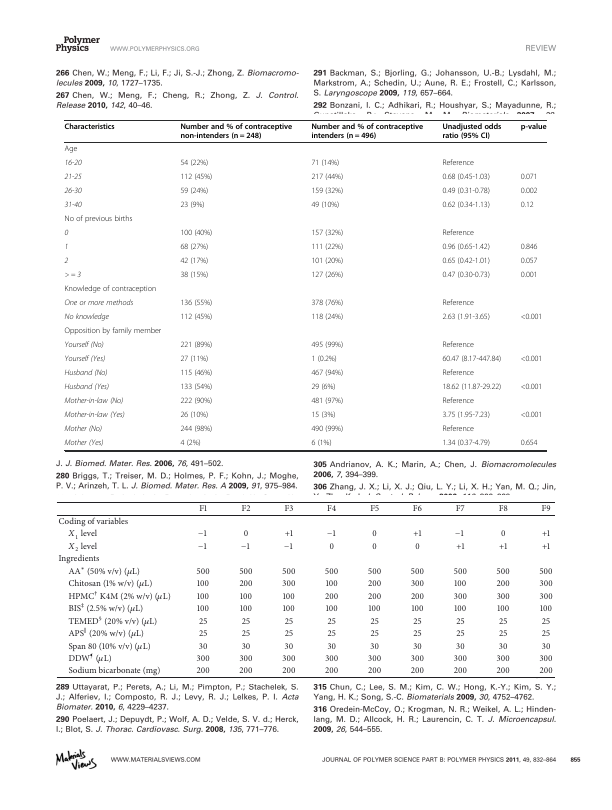 Polymer
Physics
WWW.POLYMERPHYSICS.ORG
REVIEW
266 Chen, W.; Meng, F.; Li, F.; Ji, S.-J.; Zhong, Z. Biomacromo-
lecules 2009, 10, 1727–1735.
267 Chen, W.; Meng, F.; Cheng, R.; Zhong, Z. J. Control.
Release 2010, 142, 40–46.
291 Backman, S.; Bjorling, G.; Johansson, U.-B.; Lysdahl, M.;
Markstrom, A.; Schedin, U.; Aune, R. E.; Frostell, C.; Karlsson,
S. Laryngoscope 2009, 119, 657–664.
292 Bonzani, I. C.; Adhikari, R.; Houshyar, S.; Mayadunne, R.;
Characteristics Number and % of contraceptive non-intenders (n = 248) Number and % of contraceptive intenders (n = 496) Unadjusted odds ratio (95% CI) p-value
Age
16-20 54 (22%) 71 (14%) Reference
21-25 112 (45%) 217 (44%) 0.68 (0.45-1.03) 0.071
26-30 59 (24%) 159 (32%) 0.49 (0.31-0.78) 0.002
31-40 23 (9%) 49 (10%) 0.62 (0.34-1.13) 0.12
No of previous births
0 100 (40%) 157 (32%) Reference
1 68 (27%) 111 (22%) 0.96 (0.65-1.42) 0.846
2 42 (17%) 101 (20%) 0.65 (0.42-1.01) 0.057
> = 3 38 (15%) 127 (26%) 0.47 (0.30-0.73) 0.001
Knowledge of contraception
One or more methods 136 (55%) 378 (76%) Reference
No knowledge 112 (45%) 118 (24%) 2.63 (1.91-3.65) <0.001
Opposition by family member
Yourself (No) 221 (89%) 495 (99%) Reference
Yourself (Yes) 27 (11%) 1 (0.2%) 60.47 (8.17-447.84) <0.001
Husband (No) 115 (46%) 467 (94%) Reference
Husband (Yes) 133 (54%) 29 (6%) 18.62 (11.87-29.22) <0.001
Mother-in-law (No) 222 (90%) 481 (97%) Reference
Mother-in-law (Yes) 26 (10%) 15 (3%) 3.75 (1.95-7.23) <0.001
Mother (No) 244 (98%) 490 (99%) Reference
Mother (Yes) 4 (2%) 6 (1%) 1.34 (0.37-4.79) 0.654
J. J. Biomed. Mater. Res. 2006, 76, 491–502.
280 Briggs, T.; Treiser, M. D.; Holmes, P. F.; Kohn, J.; Moghe,
P. V.; Arinzeh, T. L. J. Biomed. Mater. Res. A 2009, 91, 975–984.
305 Andrianov, A. K.; Marin, A.; Chen, J. Biomacromolecules
2006, 7, 394–399.
306 Zhang, J. X.; Li, X. J.; Qiu, L. Y.; Li, X. H.; Yan, M. Q.; Jin,
F1 F2 F3 F4 F5 F6 F7 F8 F9
Coding of variables
X1 level −1 0 +1 −1 0 +1 −1 0 +1
X2 level −1 −1 −1 0 0 0 +1 +1 +1
Ingredients
AA* (50% v/v) (μL) 500 500 500 500 500 500 500 500 500
Chitosan (1% w/v) (μL) 100 200 300 100 200 300 100 200 300
HPMC† K4M (2% w/v) (μL) 100 100 100 200 200 200 300 300 300
BIS‡ (2.5% w/v) (μL) 100 100 100 100 100 100 100 100 100
TEMED§ (20% v/v) (μL) 25 25 25 25 25 25 25 25 25
APS‖ (20% w/v) (μL) 25 25 25 25 25 25 25 25 25
Span 80 (10% v/v) (μL) 30 30 30 30 30 30 30 30 30
DDW¶ (μL) 300 300 300 300 300 300 300 300 300
Sodium bicarbonate (mg) 200 200 200 200 200 200 200 200 200
289 Uttayarat, P.; Perets, A.; Li, M.; Pimpton, P.; Stachelek, S.
J.; Alferiev, I.; Composto, R. J.; Levy, R. J.; Lelkes, P. I. Acta
Biomater. 2010, 6, 4229–4237.
290 Poelaert, J.; Depuydt, P.; Wolf, A. D.; Velde, S. V. d.; Herck,
I.; Blot, S. J. Thorac. Cardiovasc. Surg. 2008, 135, 771–776.
315 Chun, C.; Lee, S. M.; Kim, C. W.; Hong, K.-Y.; Kim, S. Y.;
Yang, H. K.; Song, S.-C. Biomaterials 2009, 30, 4752–4762.
316 Oredein-McCoy, O.; Krogman, N. R.; Weikel, A. L.; Hinden-
lang, M. D.; Allcock, H. R.; Laurencin, C. T. J. Microencapsul.
2009, 26, 544–555.
Materials
Views
WWW.MATERIALSVIEWS.COM
JOURNAL OF POLYMER SCIENCE PART B: POLYMER PHYSICS 2011, 49, 832–864 855